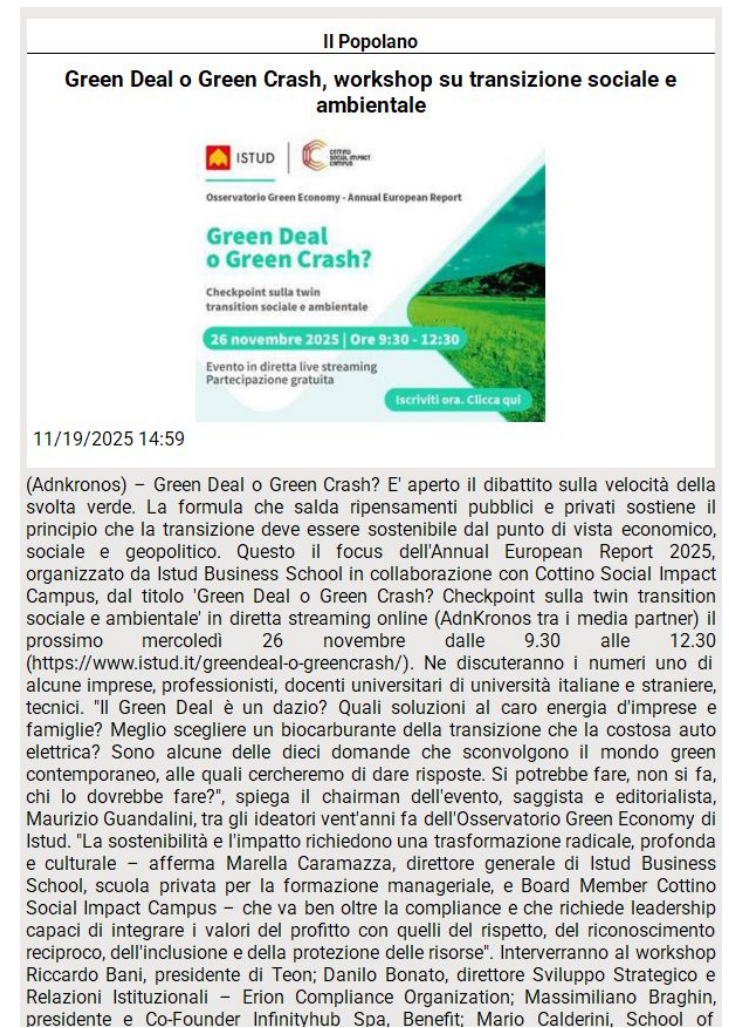 Il Popolano
Green Deal o Green Crash, workshop su transizione sociale e
ambientale
ISTUD
COTTINO
SOCIAL IMPACT
CAMPUS
Osservatorio Green Economy - Annual European Report
Green Deal
o Green Crash?
Checkpoint sulla twin
transition sociale e ambientale
26 novembre 2025 | Ore 9:30 - 12:30
Evento in diretta live streaming
Partecipazione gratuita
Iscriviti ora. Clicca qui
11/19/2025 14:59
(Adnkronos) – Green Deal o Green Crash? E' aperto il dibattito sulla velocità della
svolta verde. La formula che salda ripensamenti pubblici e privati sostiene il
principio che la transizione deve essere sostenibile dal punto di vista economico,
sociale e geopolitico. Questo il focus dell'Annual European Report 2025,
organizzato da Istud Business School in collaborazione con Cottino Social Impact
Campus, dal titolo 'Green Deal o Green Crash? Checkpoint sulla twin transition
sociale e ambientale' in diretta streaming online (AdnKronos tra i media partner) il
prossimo mercoledì 26 novembre dalle 9.30 alle 12.30
(https://www.istud.it/greendeal-o-greencrash/). Ne discuteranno i numeri uno di
alcune imprese, professionisti, docenti universitari di università italiane e straniere,
tecnici. "Il Green Deal è un dazio? Quali soluzioni al caro energia d'imprese e
famiglie? Meglio scegliere un biocarburante della transizione che la costosa auto
elettrica? Sono alcune delle dieci domande che sconvolgono il mondo green
contemporaneo, alle quali cercheremo di dare risposte. Si potrebbe fare, non si fa,
chi lo dovrebbe fare?", spiega il chairman dell'evento, saggista e editorialista,
Maurizio Guandalini, tra gli ideatori vent'anni fa dell'Osservatorio Green Economy di
Istud. "La sostenibilità e l'impatto richiedono una trasformazione radicale, profonda
e culturale – afferma Marella Caramazza, direttore generale di Istud Business
School, scuola privata per la formazione manageriale, e Board Member Cottino
Social Impact Campus – che va ben oltre la compliance e che richiede leadership
capaci di integrare i valori del profitto con quelli del rispetto, del riconoscimento
reciproco, dell'inclusione e della protezione delle risorse". Interverranno al workshop
Riccardo Bani, presidente di Teon; Danilo Bonato, direttore Sviluppo Strategico e
Relazioni Istituzionali – Erion Compliance Organization; Massimiliano Braghin,
presidente e Co-Founder Infinityhub Spa, Benefit; Mario Calderini, School of